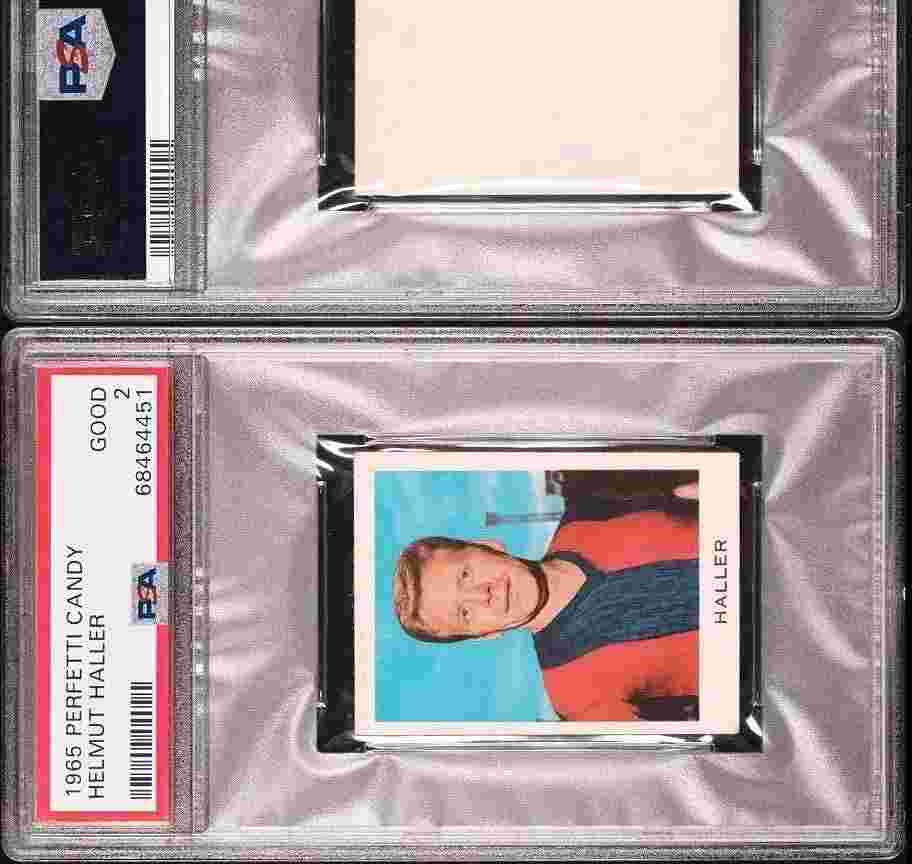 PSA
1965 PERFETTI CANDY
HELMUT HALLER
GOOD
2
68464451
PSA
HALLER